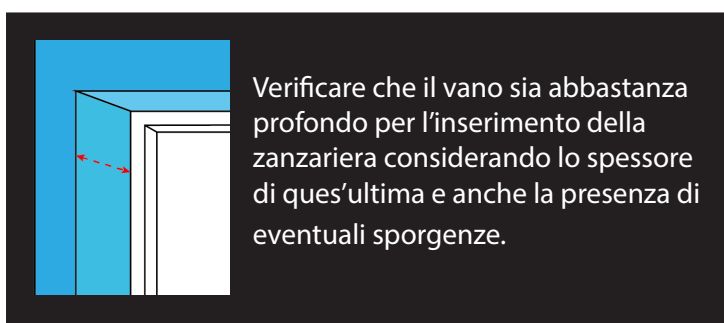 Verificare che il vano sia abbastanza
profondo per l’inserimento della
zanzariera considerando lo spessore
di ques’ultima e anche la presenza di
eventuali sporgenze.